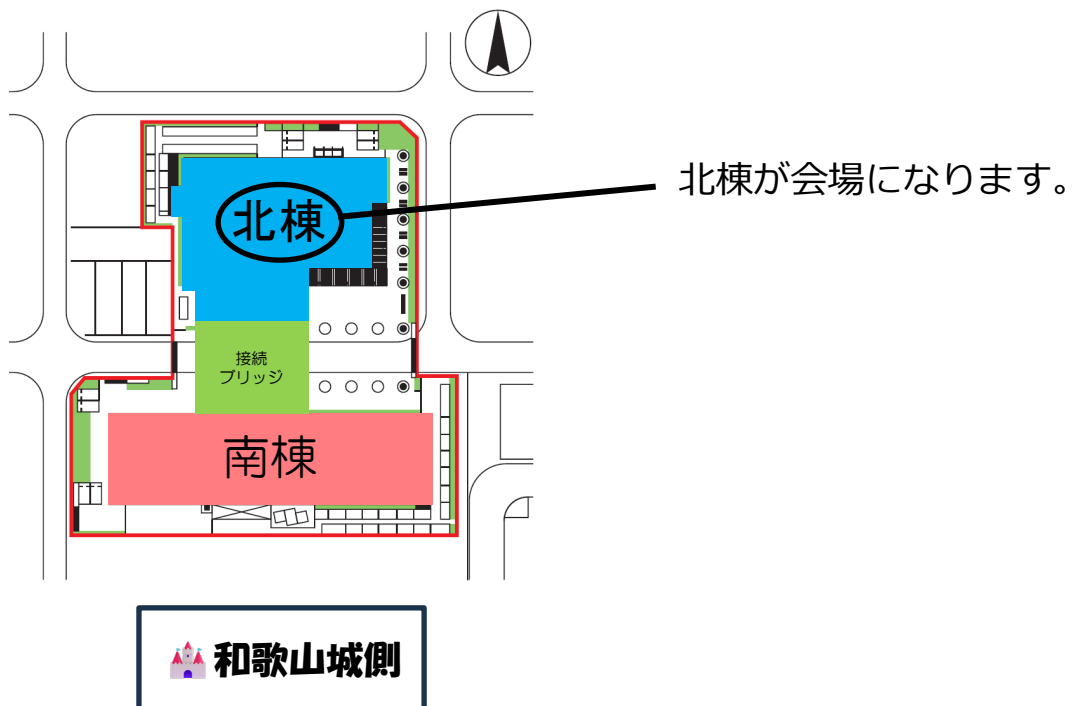 北棟が会場になります。
北棟
接続
ブリッジ
南棟
和歌山城側